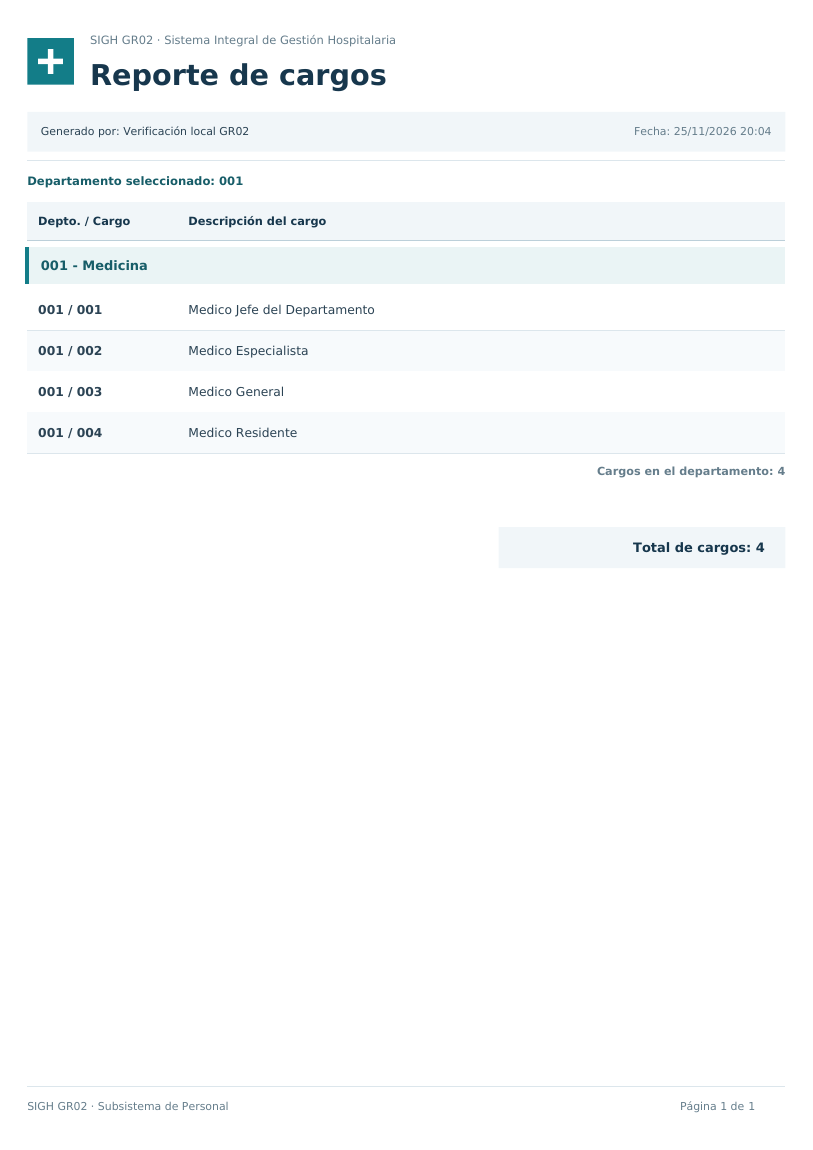 SIGH GR02 · Sistema Integral de Gestión Hospitalaria
Reporte de cargos
Generado por: Verificación local GR02 Fecha: 25/11/2026 20:04
Departamento seleccionado: 001
Depto. / Cargo Descripción del cargo
001 - Medicina
001 / 001 Medico Jefe del Departamento
001 / 002 Medico Especialista
001 / 003 Medico General
001 / 004 Medico Residente
Cargos en el departamento: 4
Total de cargos: 4
SIGH GR02 · Subsistema de Personal Página 1 de 1